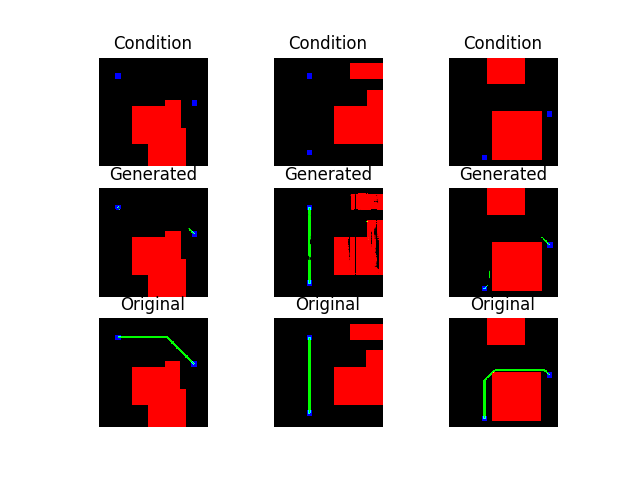 Condition Condition Condition
Generated Generated Generated
Original Original Original